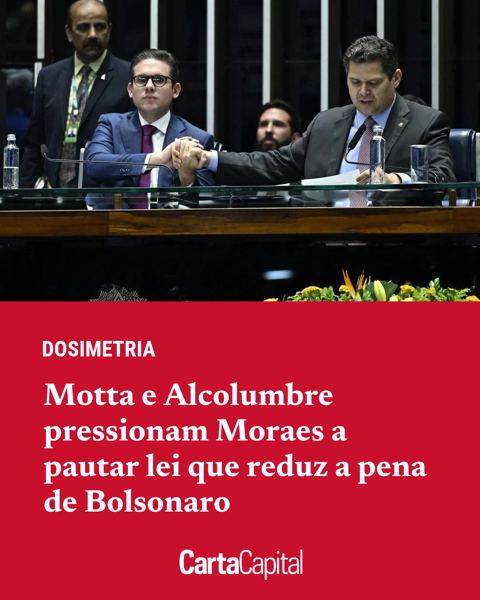 DOSIMETRIA
Motta e Alcolumbre
pressionam Moraes a
pautar lei que reduz a pena
de Bolsonaro
CartaCapital